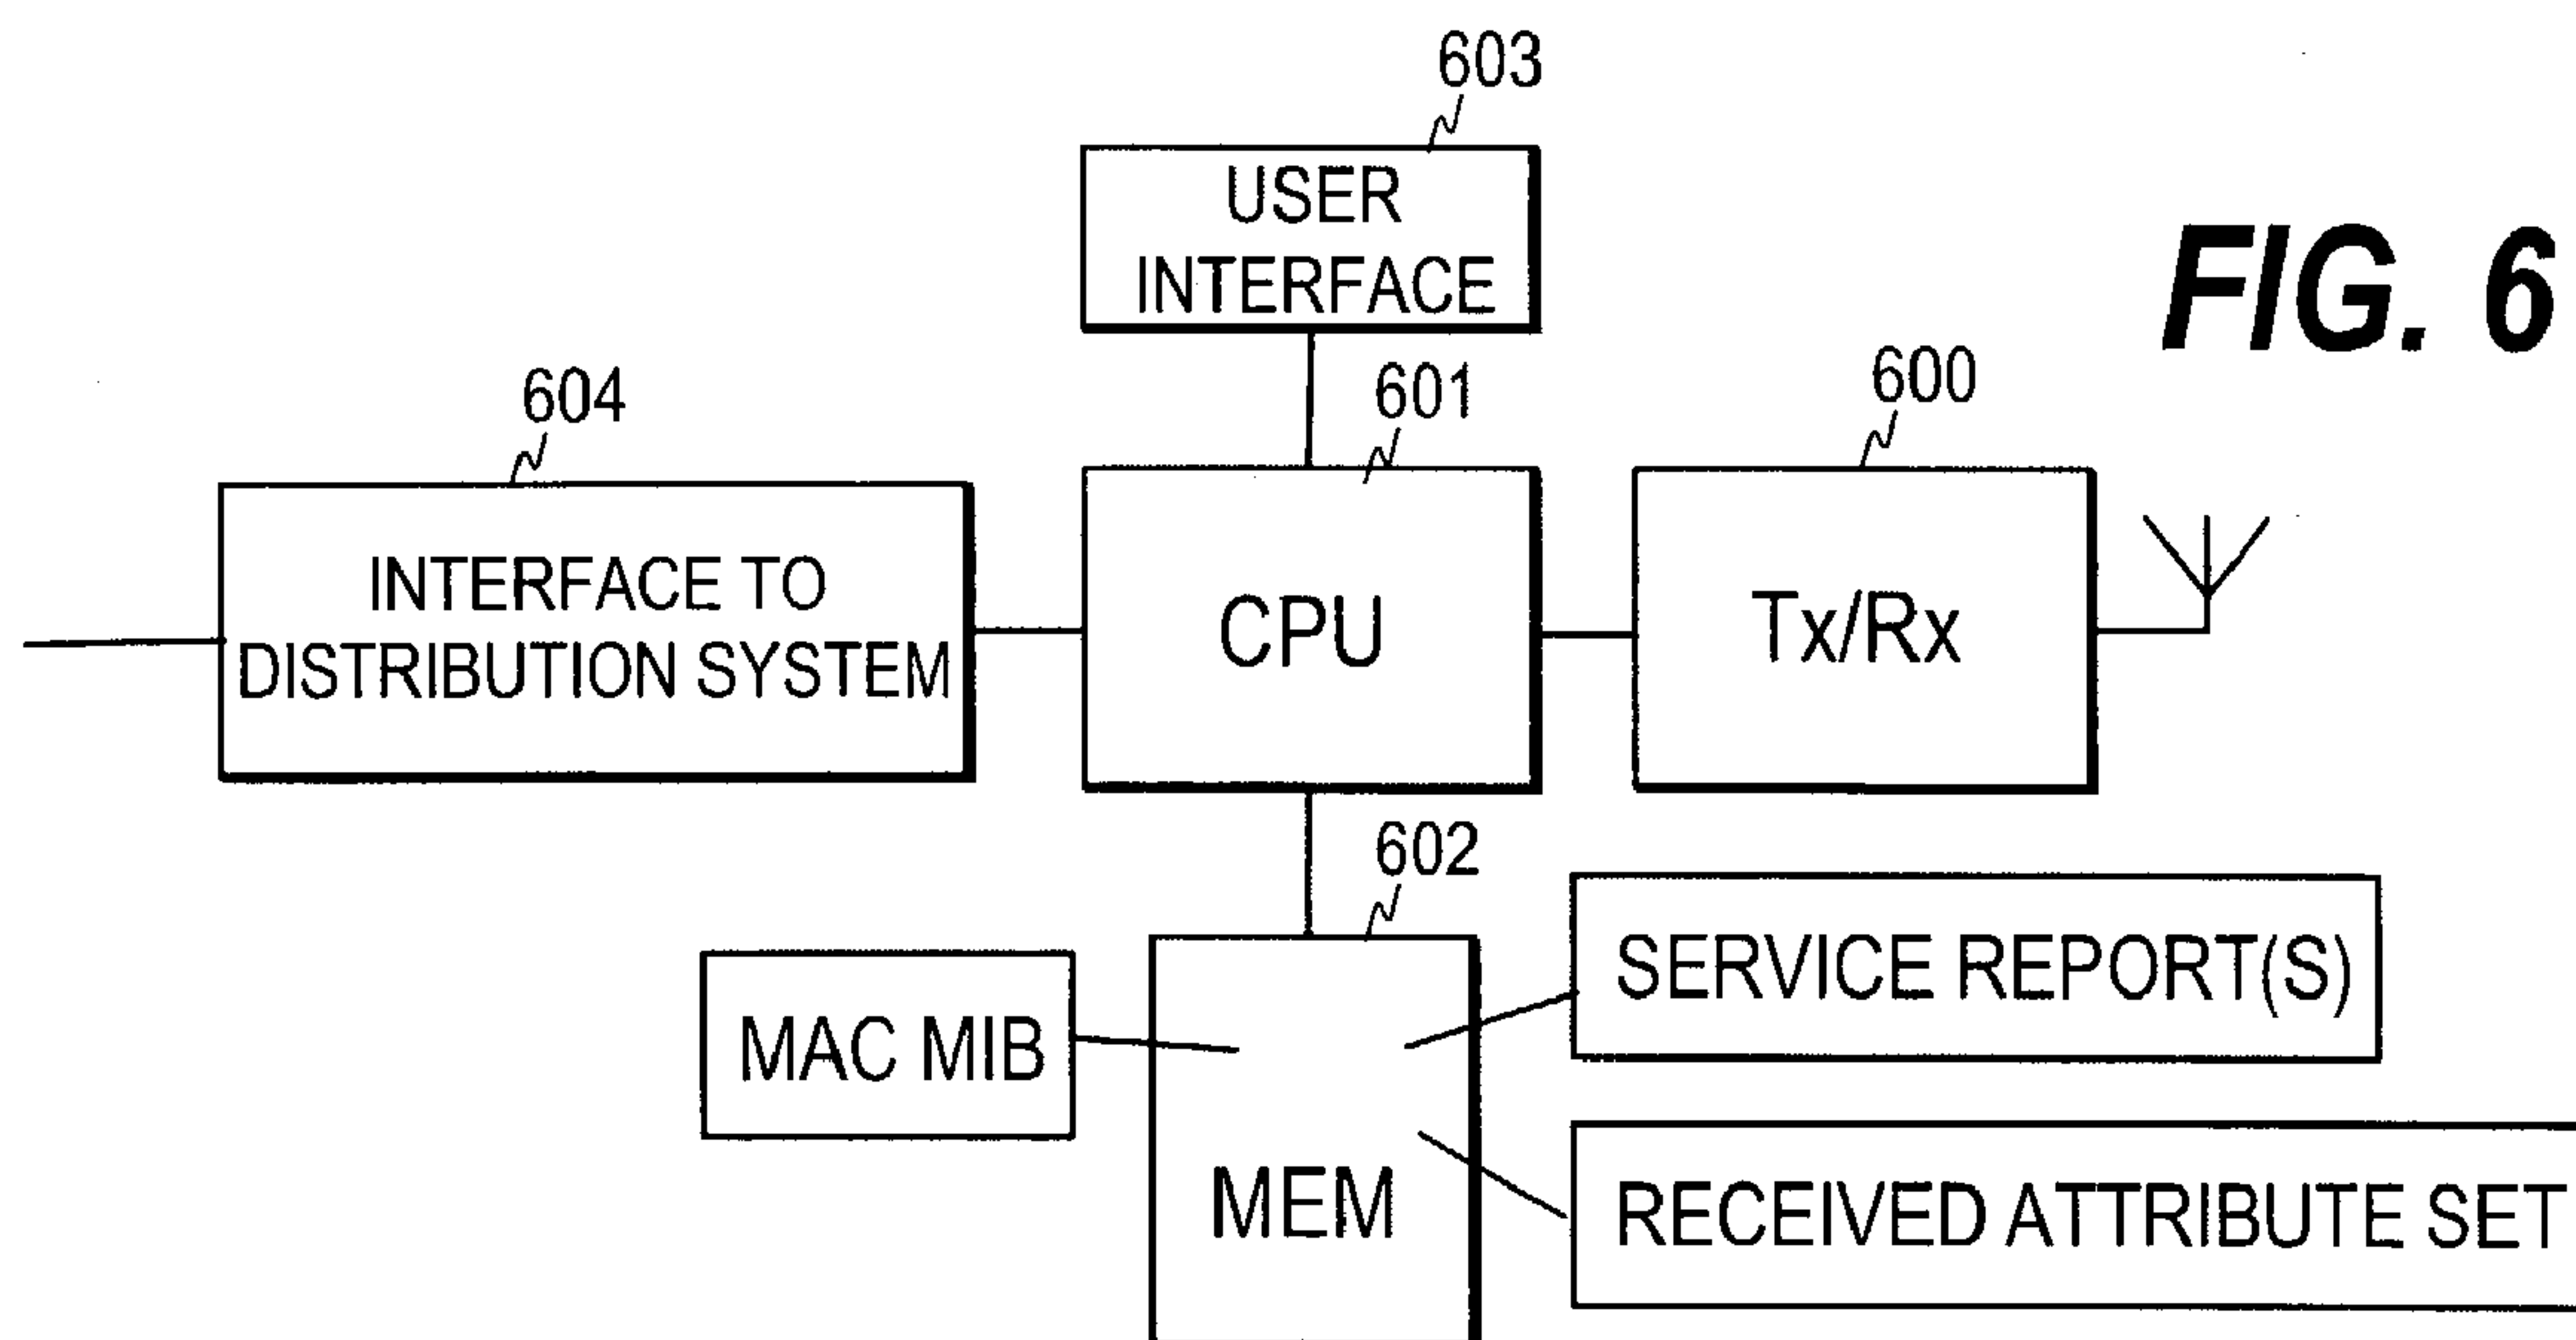 603
USER
INTERFACE
FIG. 6
604
601
600
INTERFACE TO
DISTRIBUTION SYSTEM
CPU
Tx/Rx
602
SERVICE REPORT(S)
MAC MIB
MEM
RECEIVED ATTRIBUTE SET